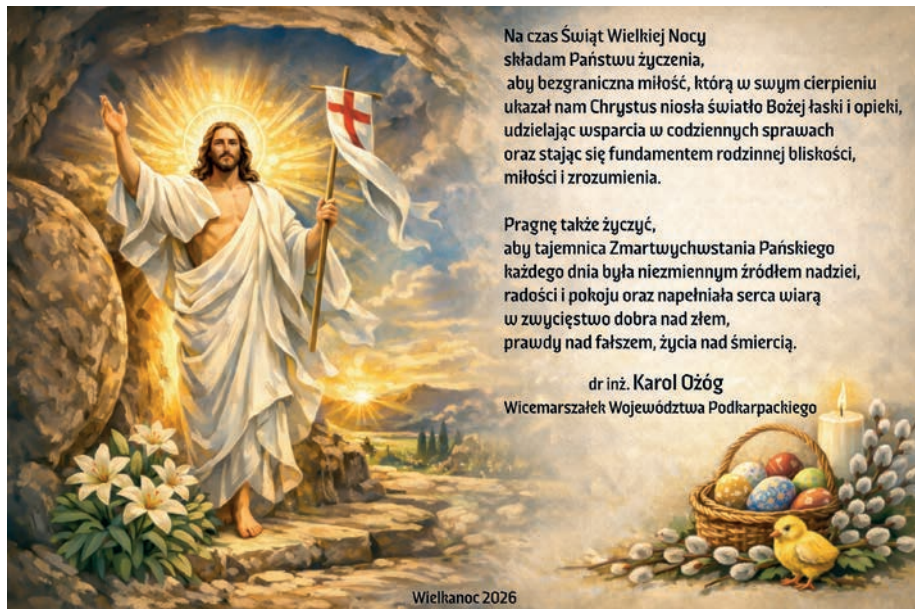 Na czas Świąt Wielkiej Nocy
składam Państwu życzenia,
aby bezgraniczna miłość, którą w swym cierpieniu
ukazał nam Chrystus niosła światło Bożej łaski i opieki,
udzielając wsparcia w codziennych sprawach
oraz stając się fundamentem rodzinnej bliskości,
miłości i zrozumienia.
Pragnę także życzyć,
aby tajemnica Zmartwychwstania Pańskiego
każdego dnia była niezmiennym źródłem nadziei,
radości i pokoju oraz napełniała serca wiarą
w zwycięstwo dobra nad złem,
prawdy nad fałszem, życia nad śmiercią.
dr inż. Karol Ożóg
Wicemarszałek Województwa Podkarpackiego
Wielkanoc 2026